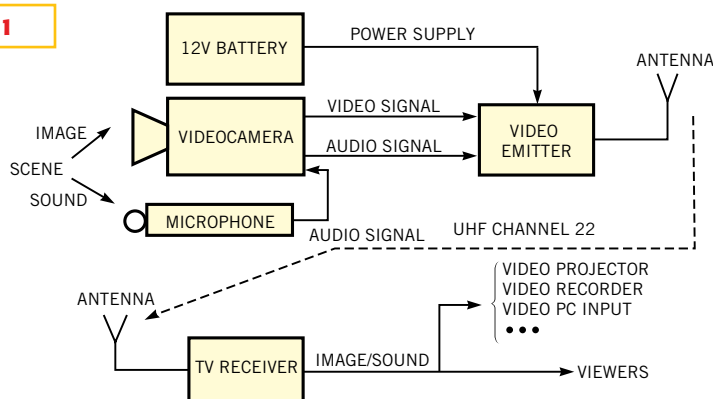 1
12V BATTERY
POWER SUPPLY
ANTENNA
VIDEOCAMERA
VIDEO SIGNAL
AUDIO SIGNAL
VIDEO
EMITTER
IMAGE
SCENE
SOUND
MICROPHONE
AUDIO SIGNAL
UHF CHANNEL 22
ANTENNA
VIDEO PROJECTOR
VIDEO RECORDER
VIDEO PC INPUT
•••
TV RECEIVER
IMAGE/SOUND
VIEWERS